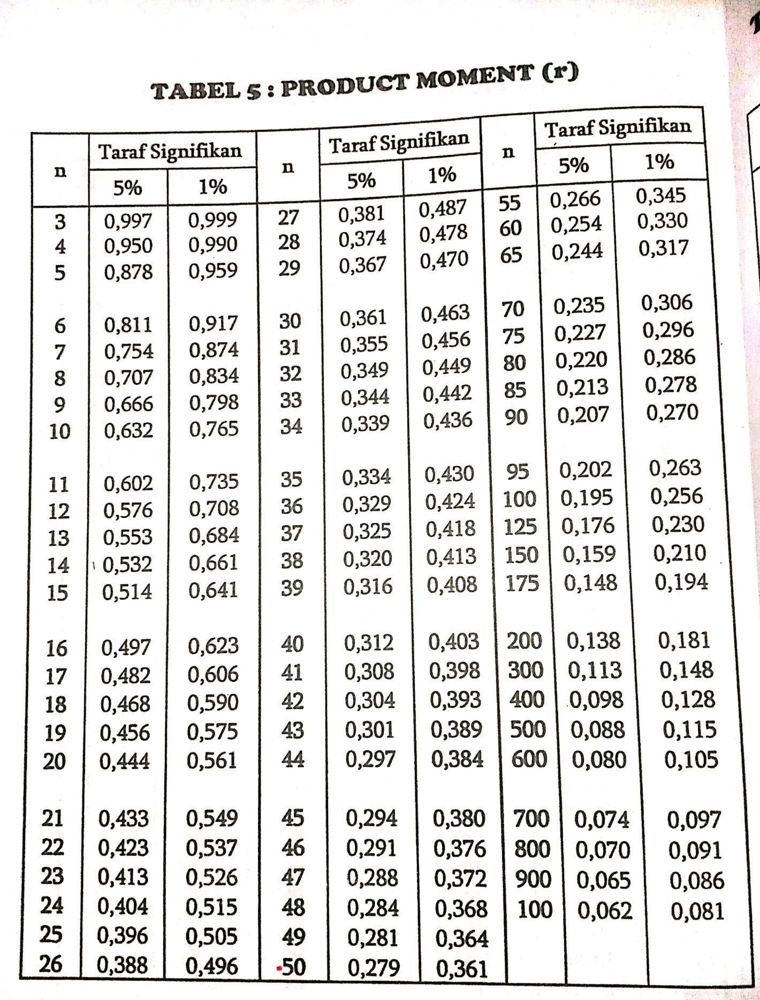 TABEL 5 : PRODUCT MOMENT (r)
n Taraf Signifikan n Taraf Signifikan n Taraf Signifikan
5% 1% 5% 1% 5% 1%
3 0,997 0,999 27 0,381 0,487 55 0,266 0,345
4 0,950 0,990 28 0,374 0,478 60 0,254 0,330
5 0,878 0,959 29 0,367 0,470 65 0,244 0,317
6 0,811 0,917 30 0,361 0,463 70 0,235 0,306
7 0,754 0,874 31 0,355 0,456 75 0,227 0,296
8 0,707 0,834 32 0,349 0,449 80 0,220 0,286
9 0,666 0,798 33 0,344 0,442 85 0,213 0,278
10 0,632 0,765 34 0,339 0,436 90 0,207 0,270
11 0,602 0,735 35 0,334 0,430 95 0,202 0,263
12 0,576 0,708 36 0,329 0,424 100 0,195 0,256
13 0,553 0,684 37 0,325 0,418 125 0,176 0,230
14 0,532 0,661 38 0,320 0,413 150 0,159 0,210
15 0,514 0,641 39 0,316 0,408 175 0,148 0,194
16 0,497 0,623 40 0,312 0,403 200 0,138 0,181
17 0,482 0,606 41 0,308 0,398 300 0,113 0,148
18 0,468 0,590 42 0,304 0,393 400 0,098 0,128
19 0,456 0,575 43 0,301 0,389 500 0,088 0,115
20 0,444 0,561 44 0,297 0,384 600 0,080 0,105
21 0,433 0,549 45 0,294 0,380 700 0,074 0,097
22 0,423 0,537 46 0,291 0,376 800 0,070 0,091
23 0,413 0,526 47 0,288 0,372 900 0,065 0,086
24 0,404 0,515 48 0,284 0,368 100 0,062 0,081
25 0,396 0,505 49 0,281 0,364
26 0,388 0,496 50 0,279 0,361